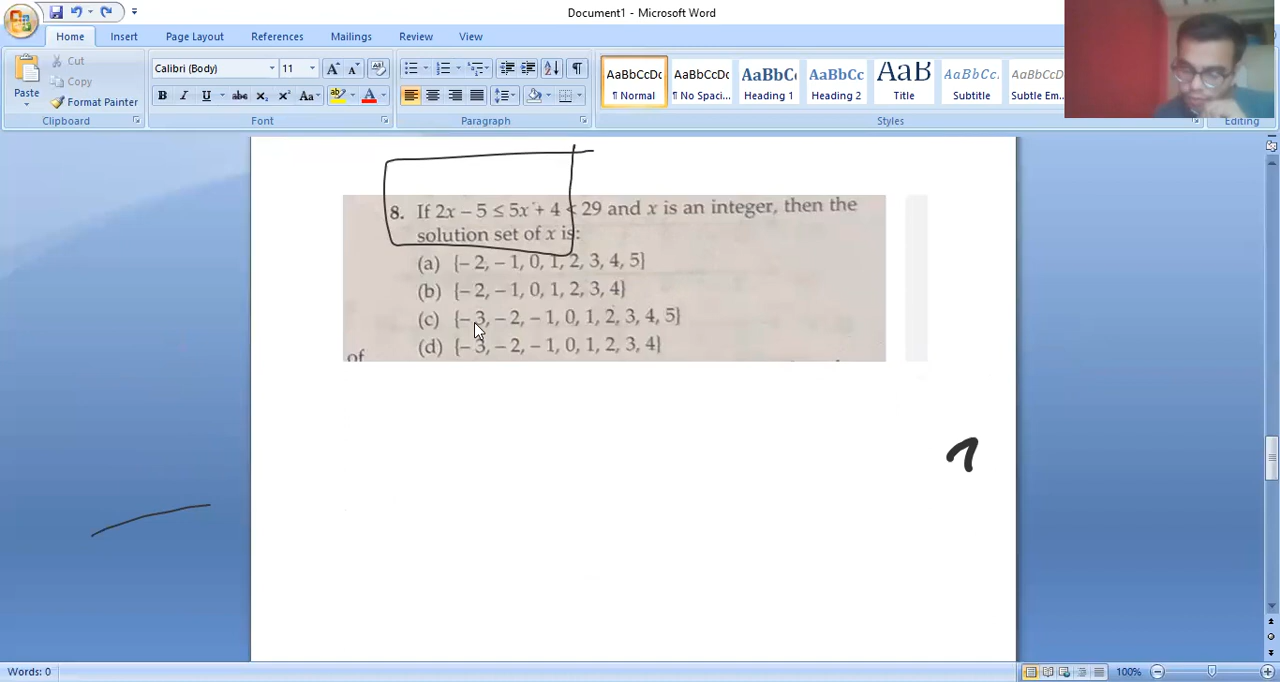 Document1 - Microsoft Word
Home Insert Page Layout References Mailings Review View
Paste
Cut
Copy
Format Painter
Clipboard
Calibri (Body) 11
Font
Paragraph
AaBbCcDc AaBbCcDc AaBbC AaBbCc AaB AaBbCc. AaBbCcD
¶ Normal ¶ No Spaci... Heading 1 Heading 2 Title Subtitle Subtle Em...
Styles
Editing
8. If 2x − 5 ≤ 5x + 4 < 29 and x is an integer, then the
solution set of x is:
(a) {− 2, − 1, 0, 1, 2, 3, 4, 5}
(b) {− 2, − 1, 0, 1, 2, 3, 4}
(c) {− 3, − 2, − 1, 0, 1, 2, 3, 4, 5}
(d) {− 3, − 2, − 1, 0, 1, 2, 3, 4}
of
Words: 0
100%